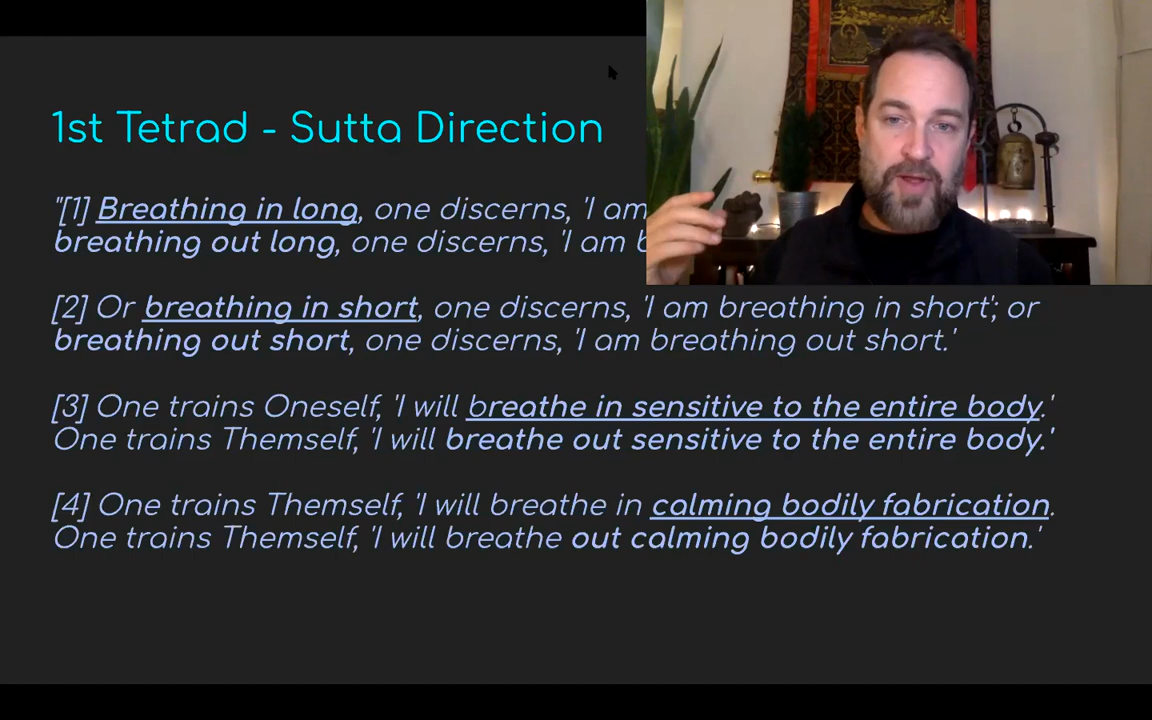 1st Tetrad - Sutta Direction
"[1] Breathing in long, one discerns, 'I am
breathing out long, one discerns, 'I am
[2] Or breathing in short, one discerns, 'I am breathing in short'; or
breathing out short, one discerns, 'I am breathing out short.'
[3] One trains Oneself, 'I will breathe in sensitive to the entire body.'
One trains Themself, 'I will breathe out sensitive to the entire body.'
[4] One trains Themself, 'I will breathe in calming bodily fabrication.
One trains Themself, 'I will breathe out calming bodily fabrication.'